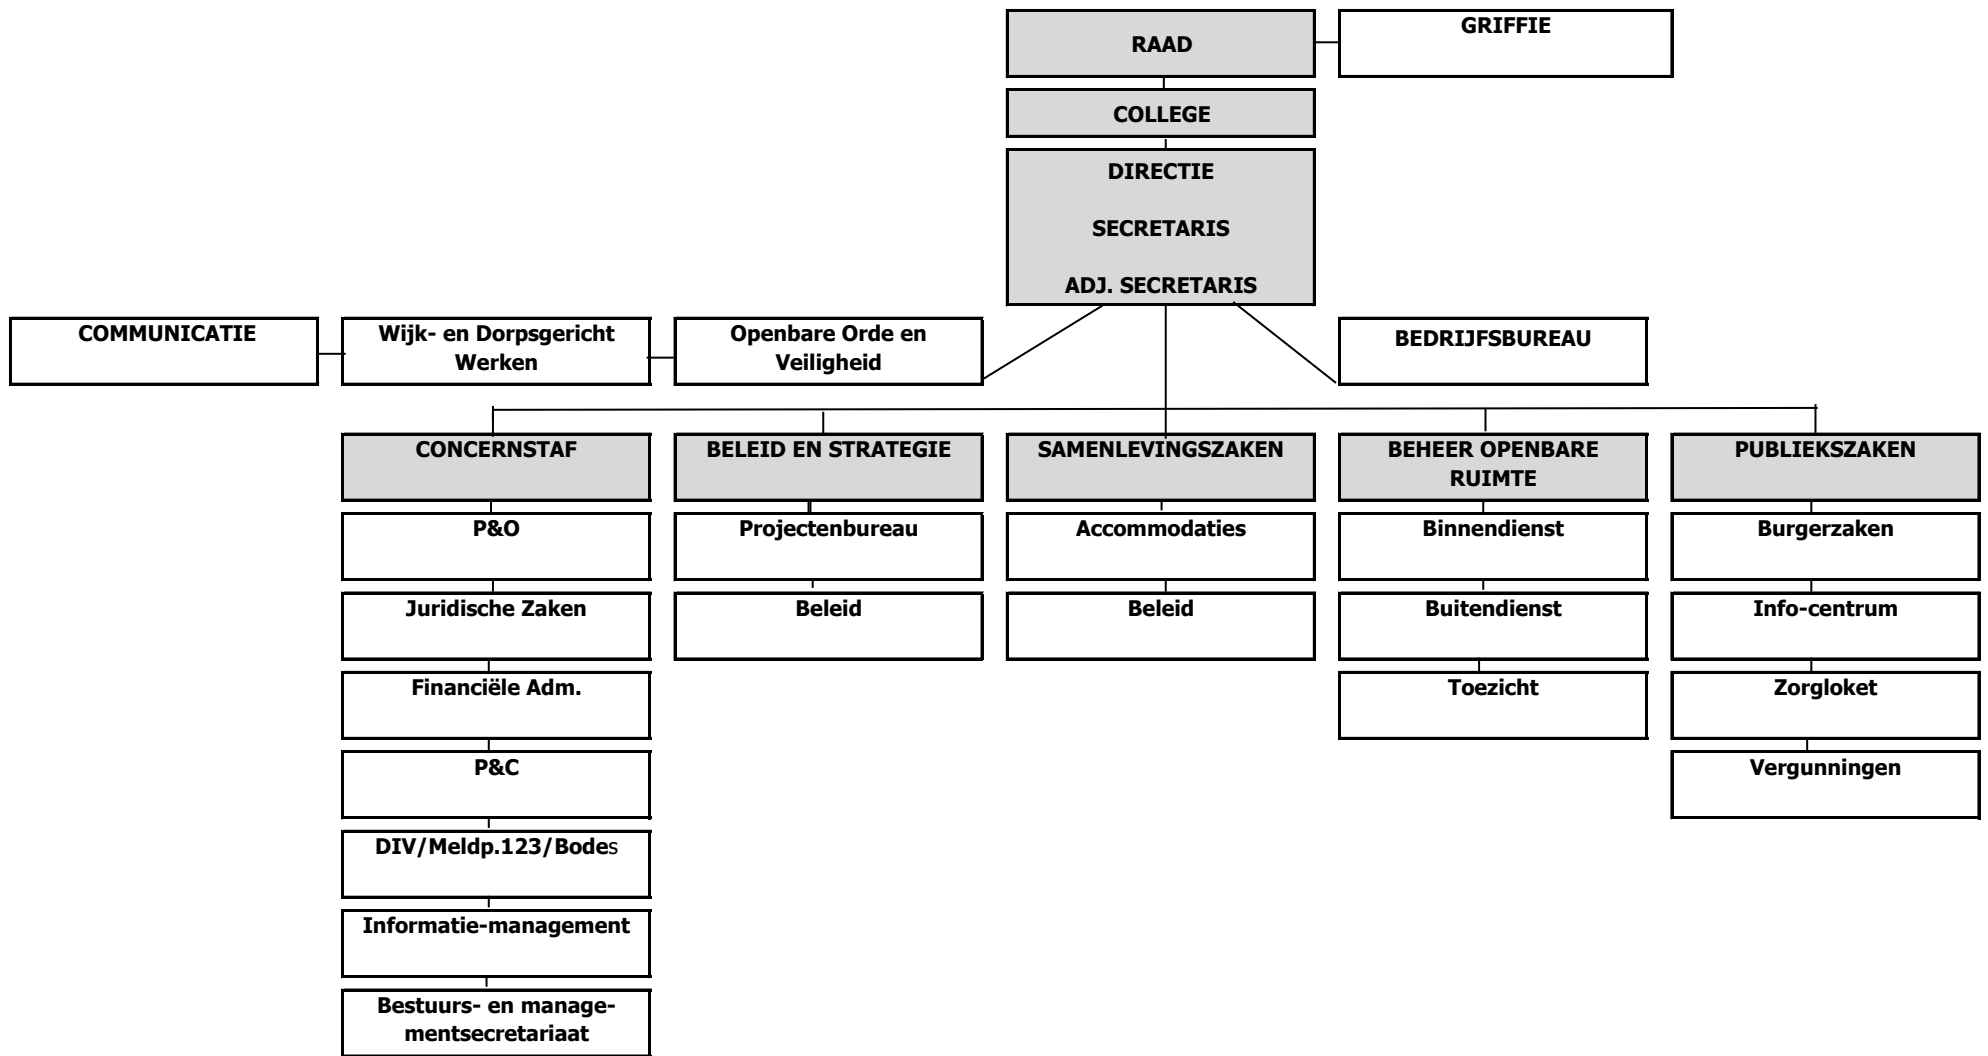 RAAD
GRIFFIE
COLLEGE
DIRECTIE
SECRETARIS
ADJ. SECRETARIS
COMMUNICATIE
Wijk- en Dorpsgericht
Werken
Openbare Orde en
Veiligheid
BEDRIJFSBUREAU
CONCERNSTAF
P&O
Juridische Zaken
Financiële Adm.
P&C
DIV/Meldp.123/Bodes
Informatie-management
Bestuurs- en manage-
mentsecretariaat
BELEID EN STRATEGIE
Projectenbureau
Beleid
SAMENLEVINGSZAKEN
Accommodaties
Beleid
BEHEER OPENBARE
RUIMTE
Binnendienst
Buitendienst
Toezicht
PUBLIEKSZAKEN
Burgerzaken
Info-centrum
Zorgloket
Vergunningen